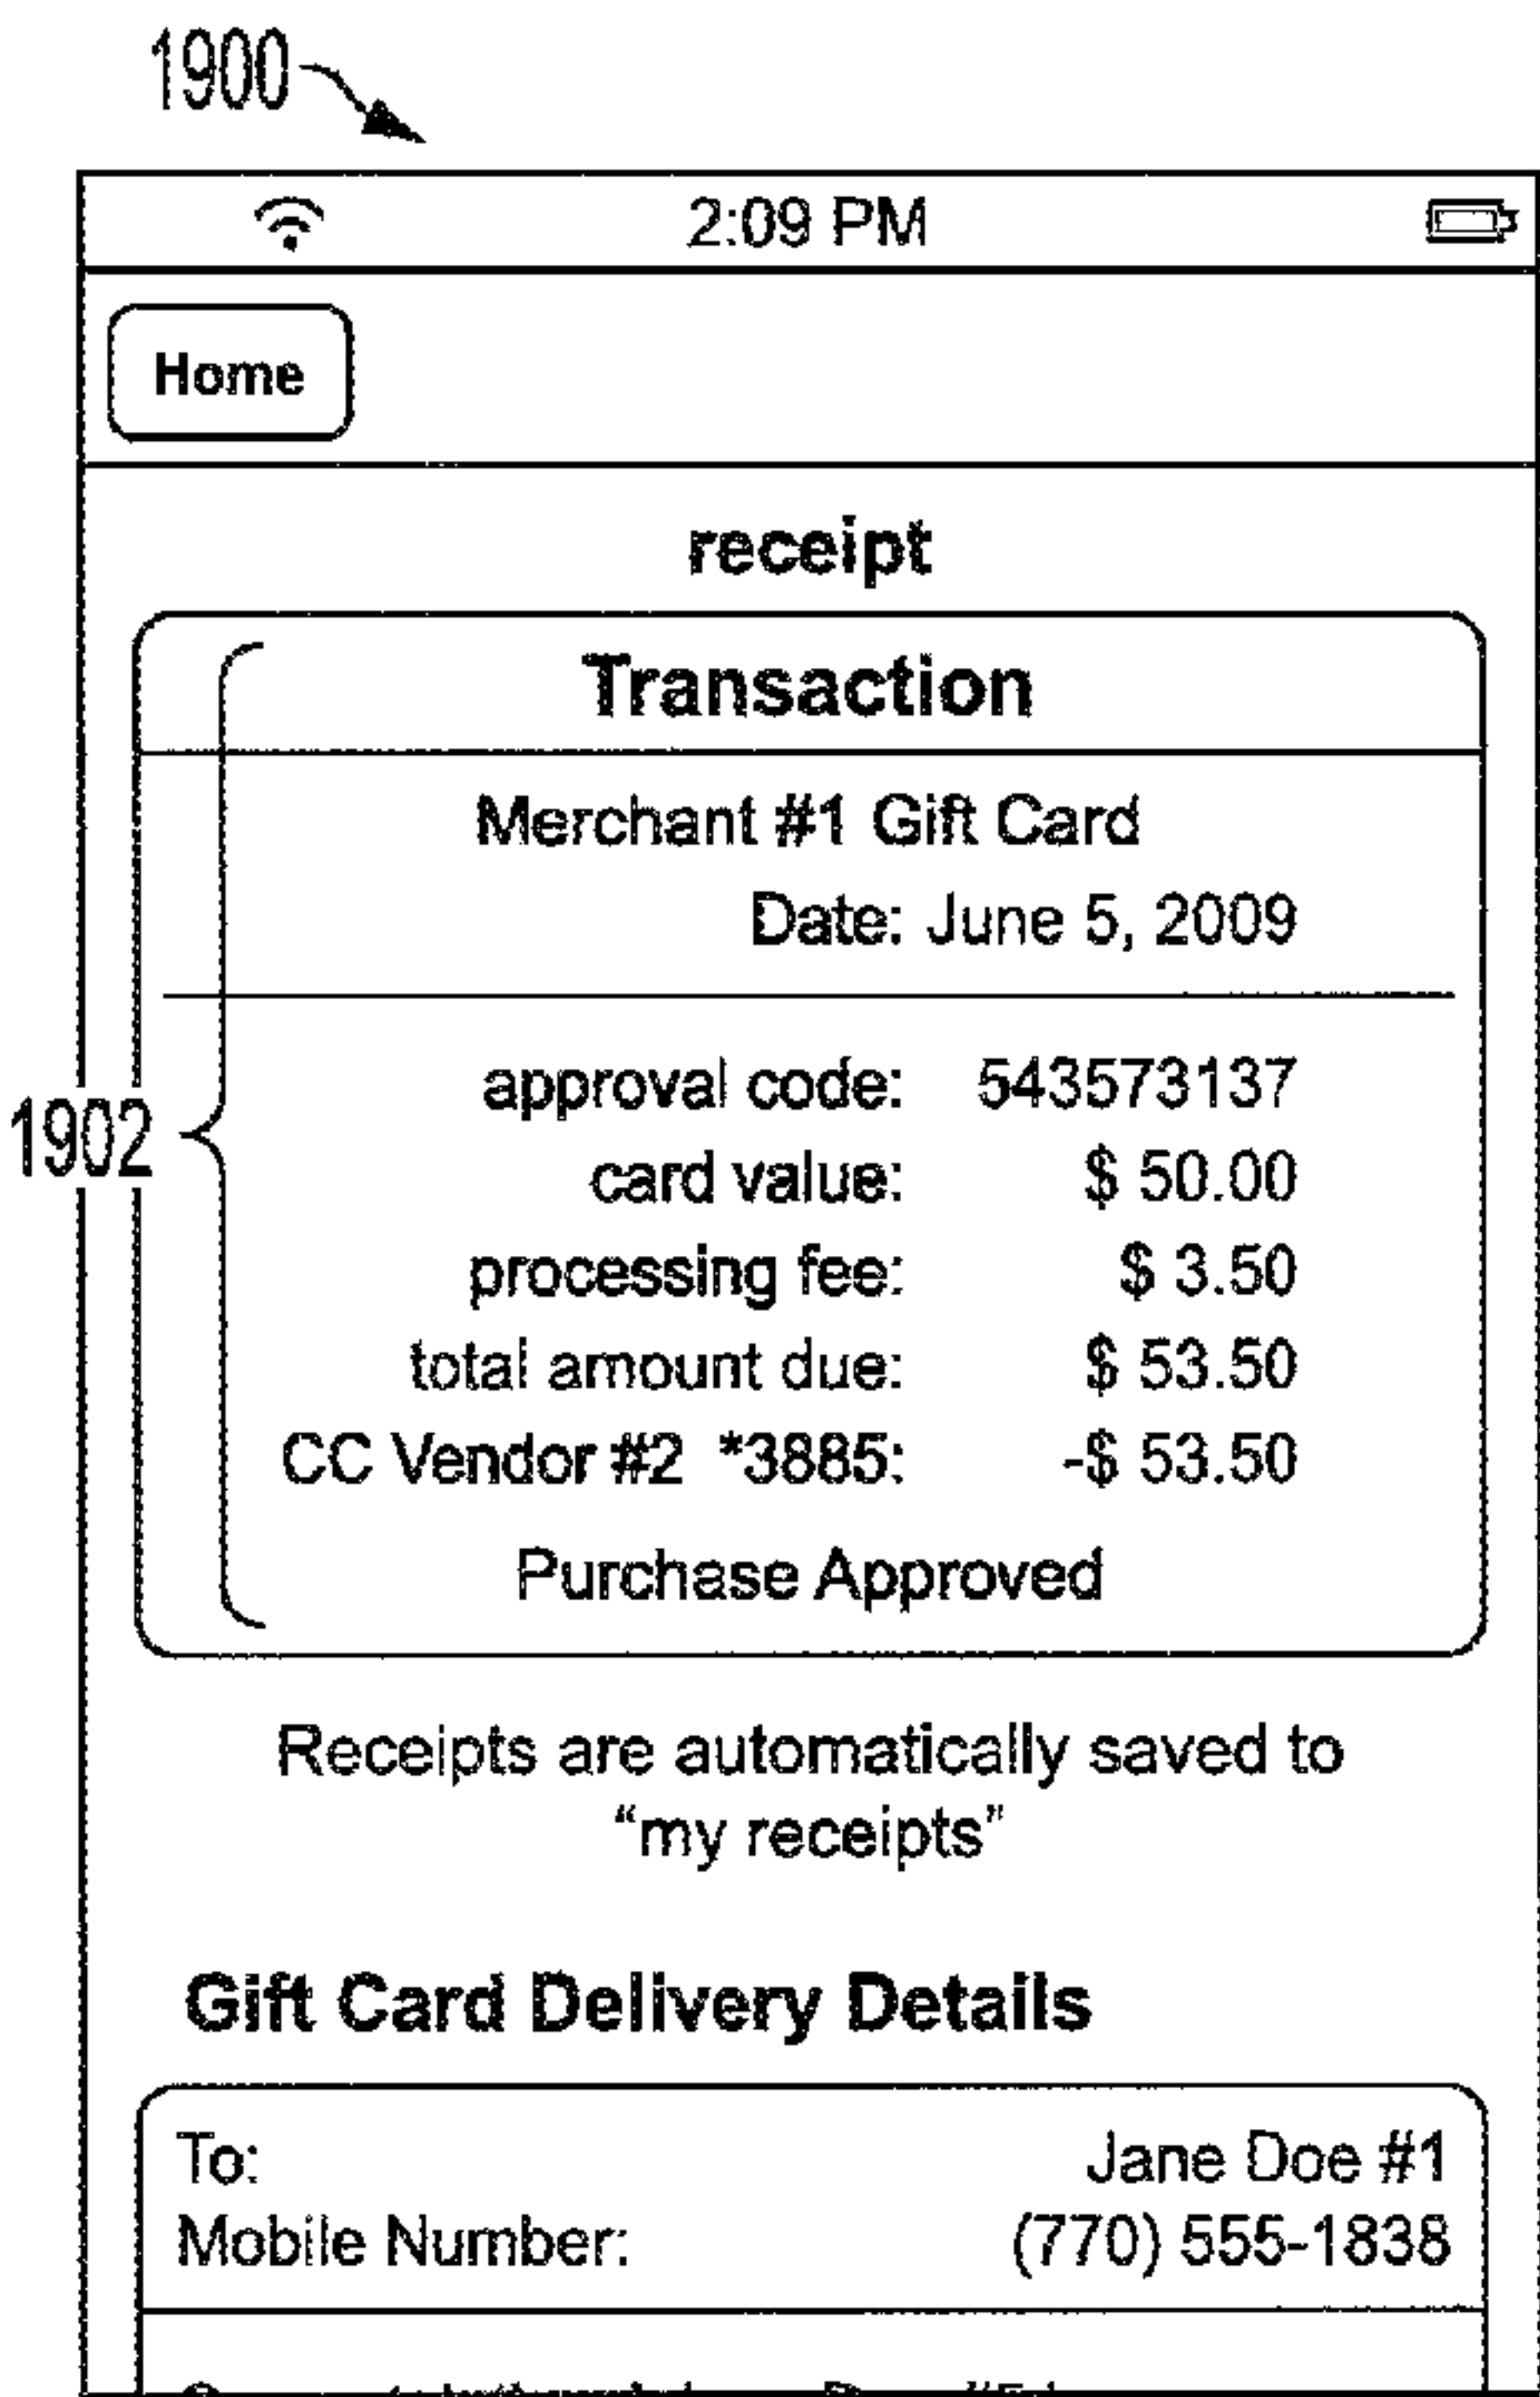 1900
2:09 PM
Home
receipt
Transaction
Merchant #1 Gift Card
Date: June 5, 2009
1902
approval code: 543573137
card value: $ 50.00
processing fee: $ 3.50
total amount due: $ 53.50
CC Vendor #2 *3885: -$ 53.50
Purchase Approved
Receipts are automatically saved to
“my receipts”
Gift Card Delivery Details
To: Jane Doe #1
Mobile Number: (770) 555-1838